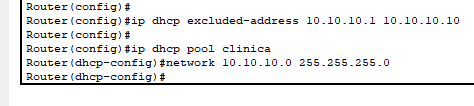 Router(config)#
Router(config)#ip dhcp excluded-address 10.10.10.1 10.10.10.10
Router(config)#
Router(config)#ip dhcp pool clinica
Router(dhcp-config)#network 10.10.10.0 255.255.255.0
Router(dhcp-config)#